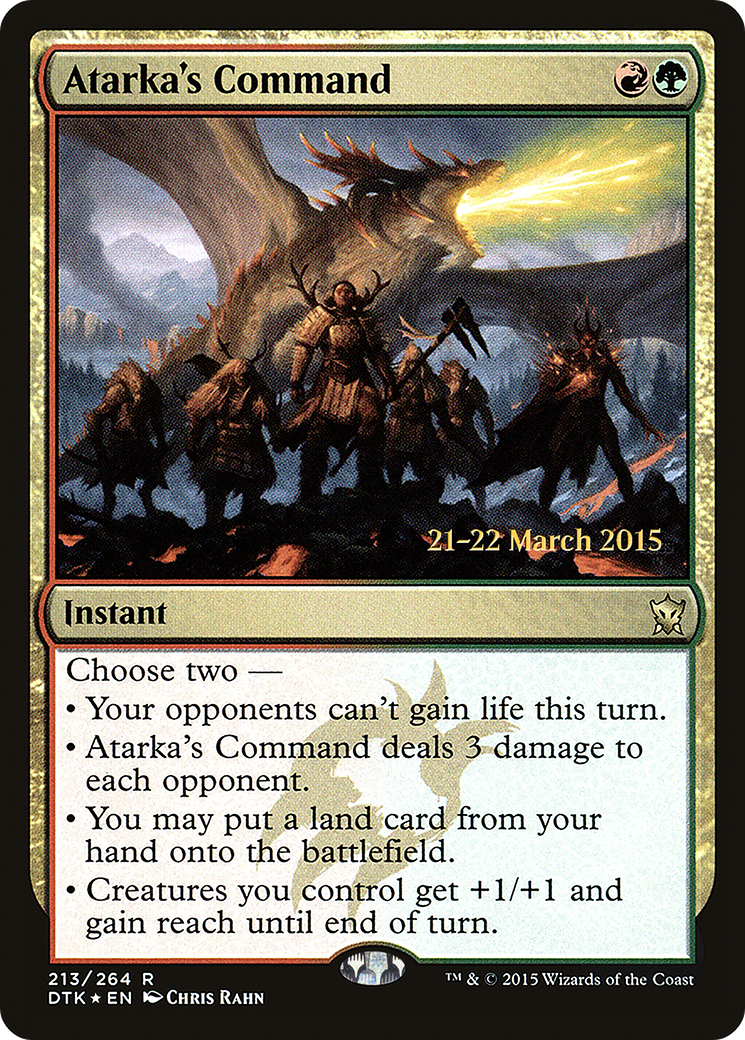 Atarka's Command
21–22 March 2015
Instant
Choose two —
• Your opponents can't gain life this turn.
• Atarka's Command deals 3 damage to
each opponent.
• You may put a land card from your
hand onto the battlefield.
• Creatures you control get +1/+1 and
gain reach until end of turn.
213/264 R
DTK ★ EN Chris Rahn
™ & © 2015 Wizards of the Coast